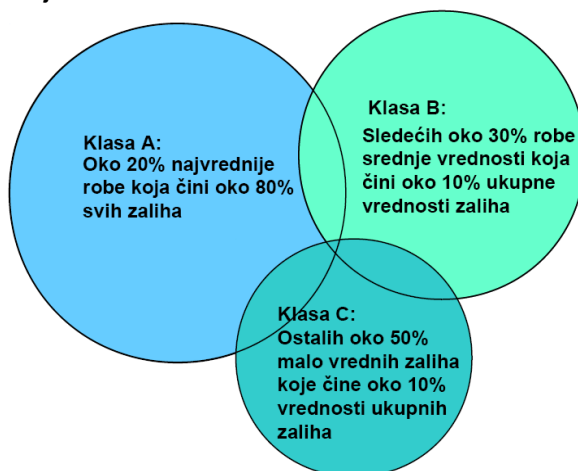 Klasa A:
Oko 20% najvrednije
robe koja čini oko 80%
svih zaliha
Klasa B:
Sledećih oko 30% robe
srednje vrednosti koja
čini oko 10% ukupne
vrednosti zaliha
Klasa C:
Ostalih oko 50%
malo vrednih zaliha
koje čine oko 10%
vrednosti ukupnih
zaliha